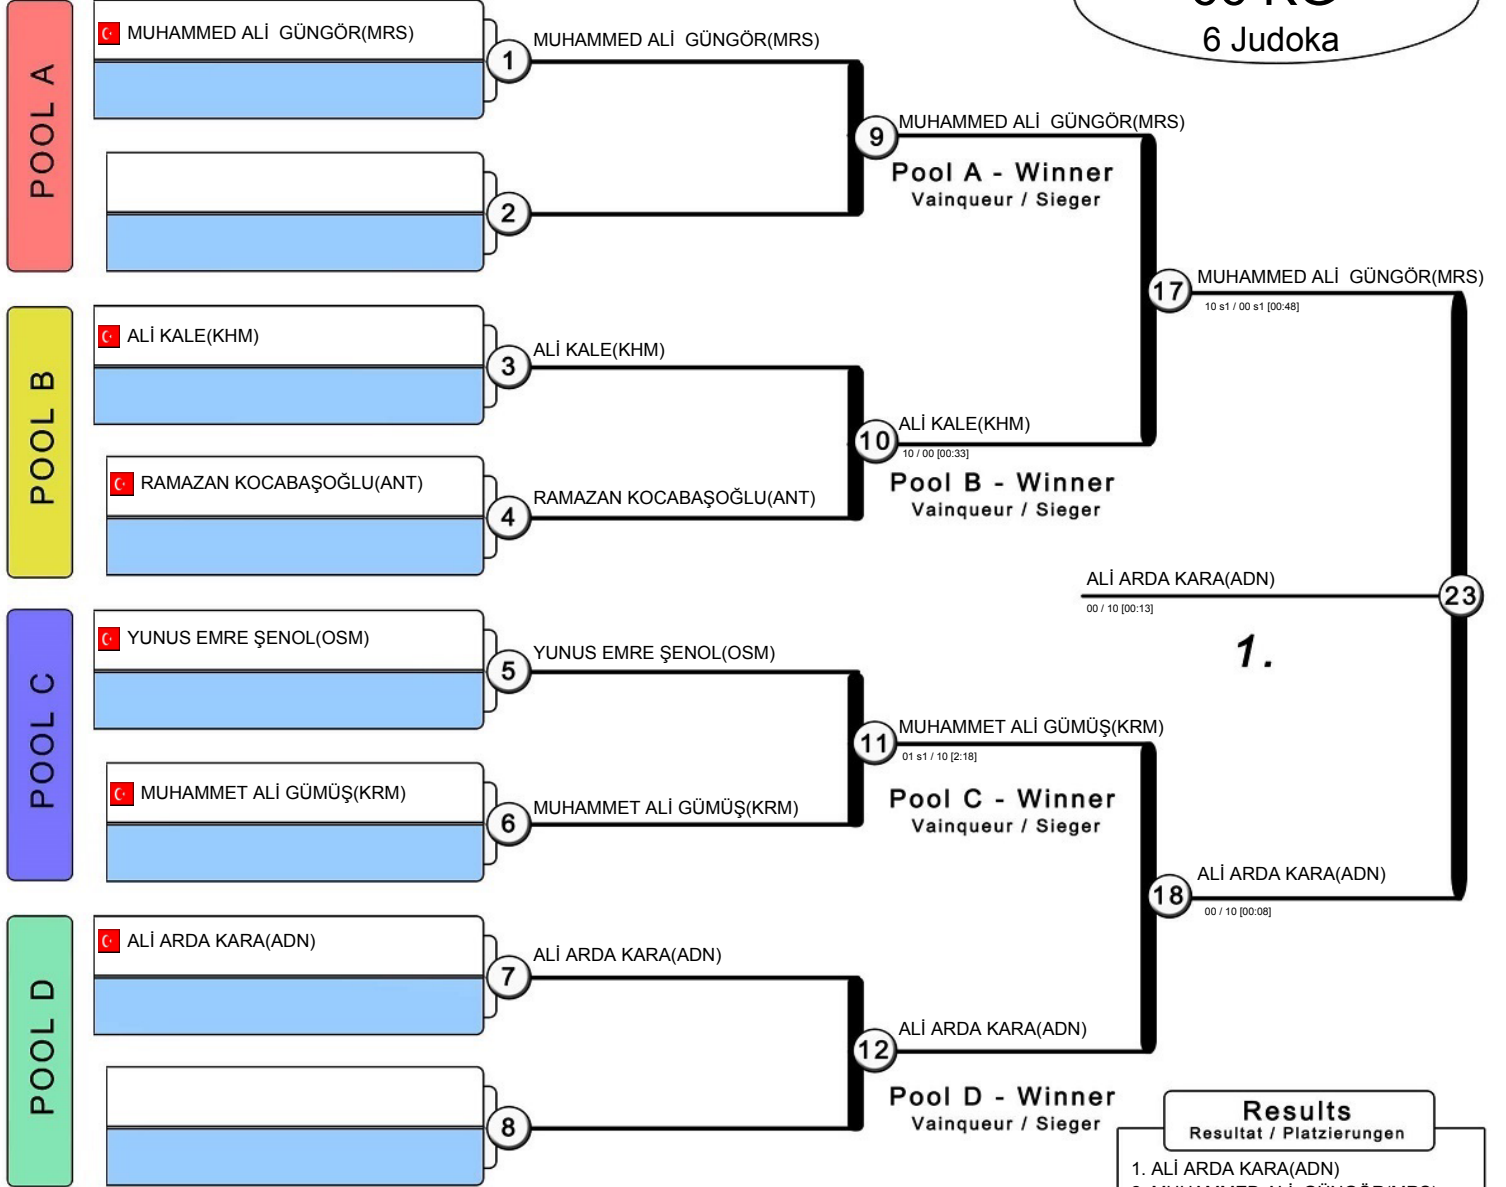 KG
6 Judoka
POOL A
MUHAMMED ALİ  GÜNGÖR(MRS)
1
MUHAMMED ALİ  GÜNGÖR(MRS)
2
9
MUHAMMED ALİ  GÜNGÖR(MRS)
Pool A - Winner
Vainqueur / Sieger
POOL B
ALİ KALE(KHM)
3
ALİ KALE(KHM)
RAMAZAN KOCABAŞOĞLU(ANT)
4
RAMAZAN KOCABAŞOĞLU(ANT)
10
ALİ KALE(KHM)
10 / 00 [00:33]
Pool B - Winner
Vainqueur / Sieger
17
MUHAMMED ALİ  GÜNGÖR(MRS)
10 s1 / 00 s1 [00:48]
POOL C
YUNUS EMRE ŞENOL(OSM)
5
YUNUS EMRE ŞENOL(OSM)
MUHAMMET ALİ GÜMÜŞ(KRM)
6
MUHAMMET ALİ GÜMÜŞ(KRM)
11
MUHAMMET ALİ GÜMÜŞ(KRM)
01 s1 / 10 [2:18]
Pool C - Winner
Vainqueur / Sieger
POOL D
ALİ ARDA KARA(ADN)
7
ALİ ARDA KARA(ADN)
8
12
ALİ ARDA KARA(ADN)
Pool D - Winner
Vainqueur / Sieger
18
ALİ ARDA KARA(ADN)
00 / 10 [00:08]
23
ALİ ARDA KARA(ADN)
00 / 10 [00:13]
1.
Results
Resultat / Platzierungen
1. ALİ ARDA KARA(ADN)
2. MUHAMMED ALİ  GÜNGÖR(MRS)